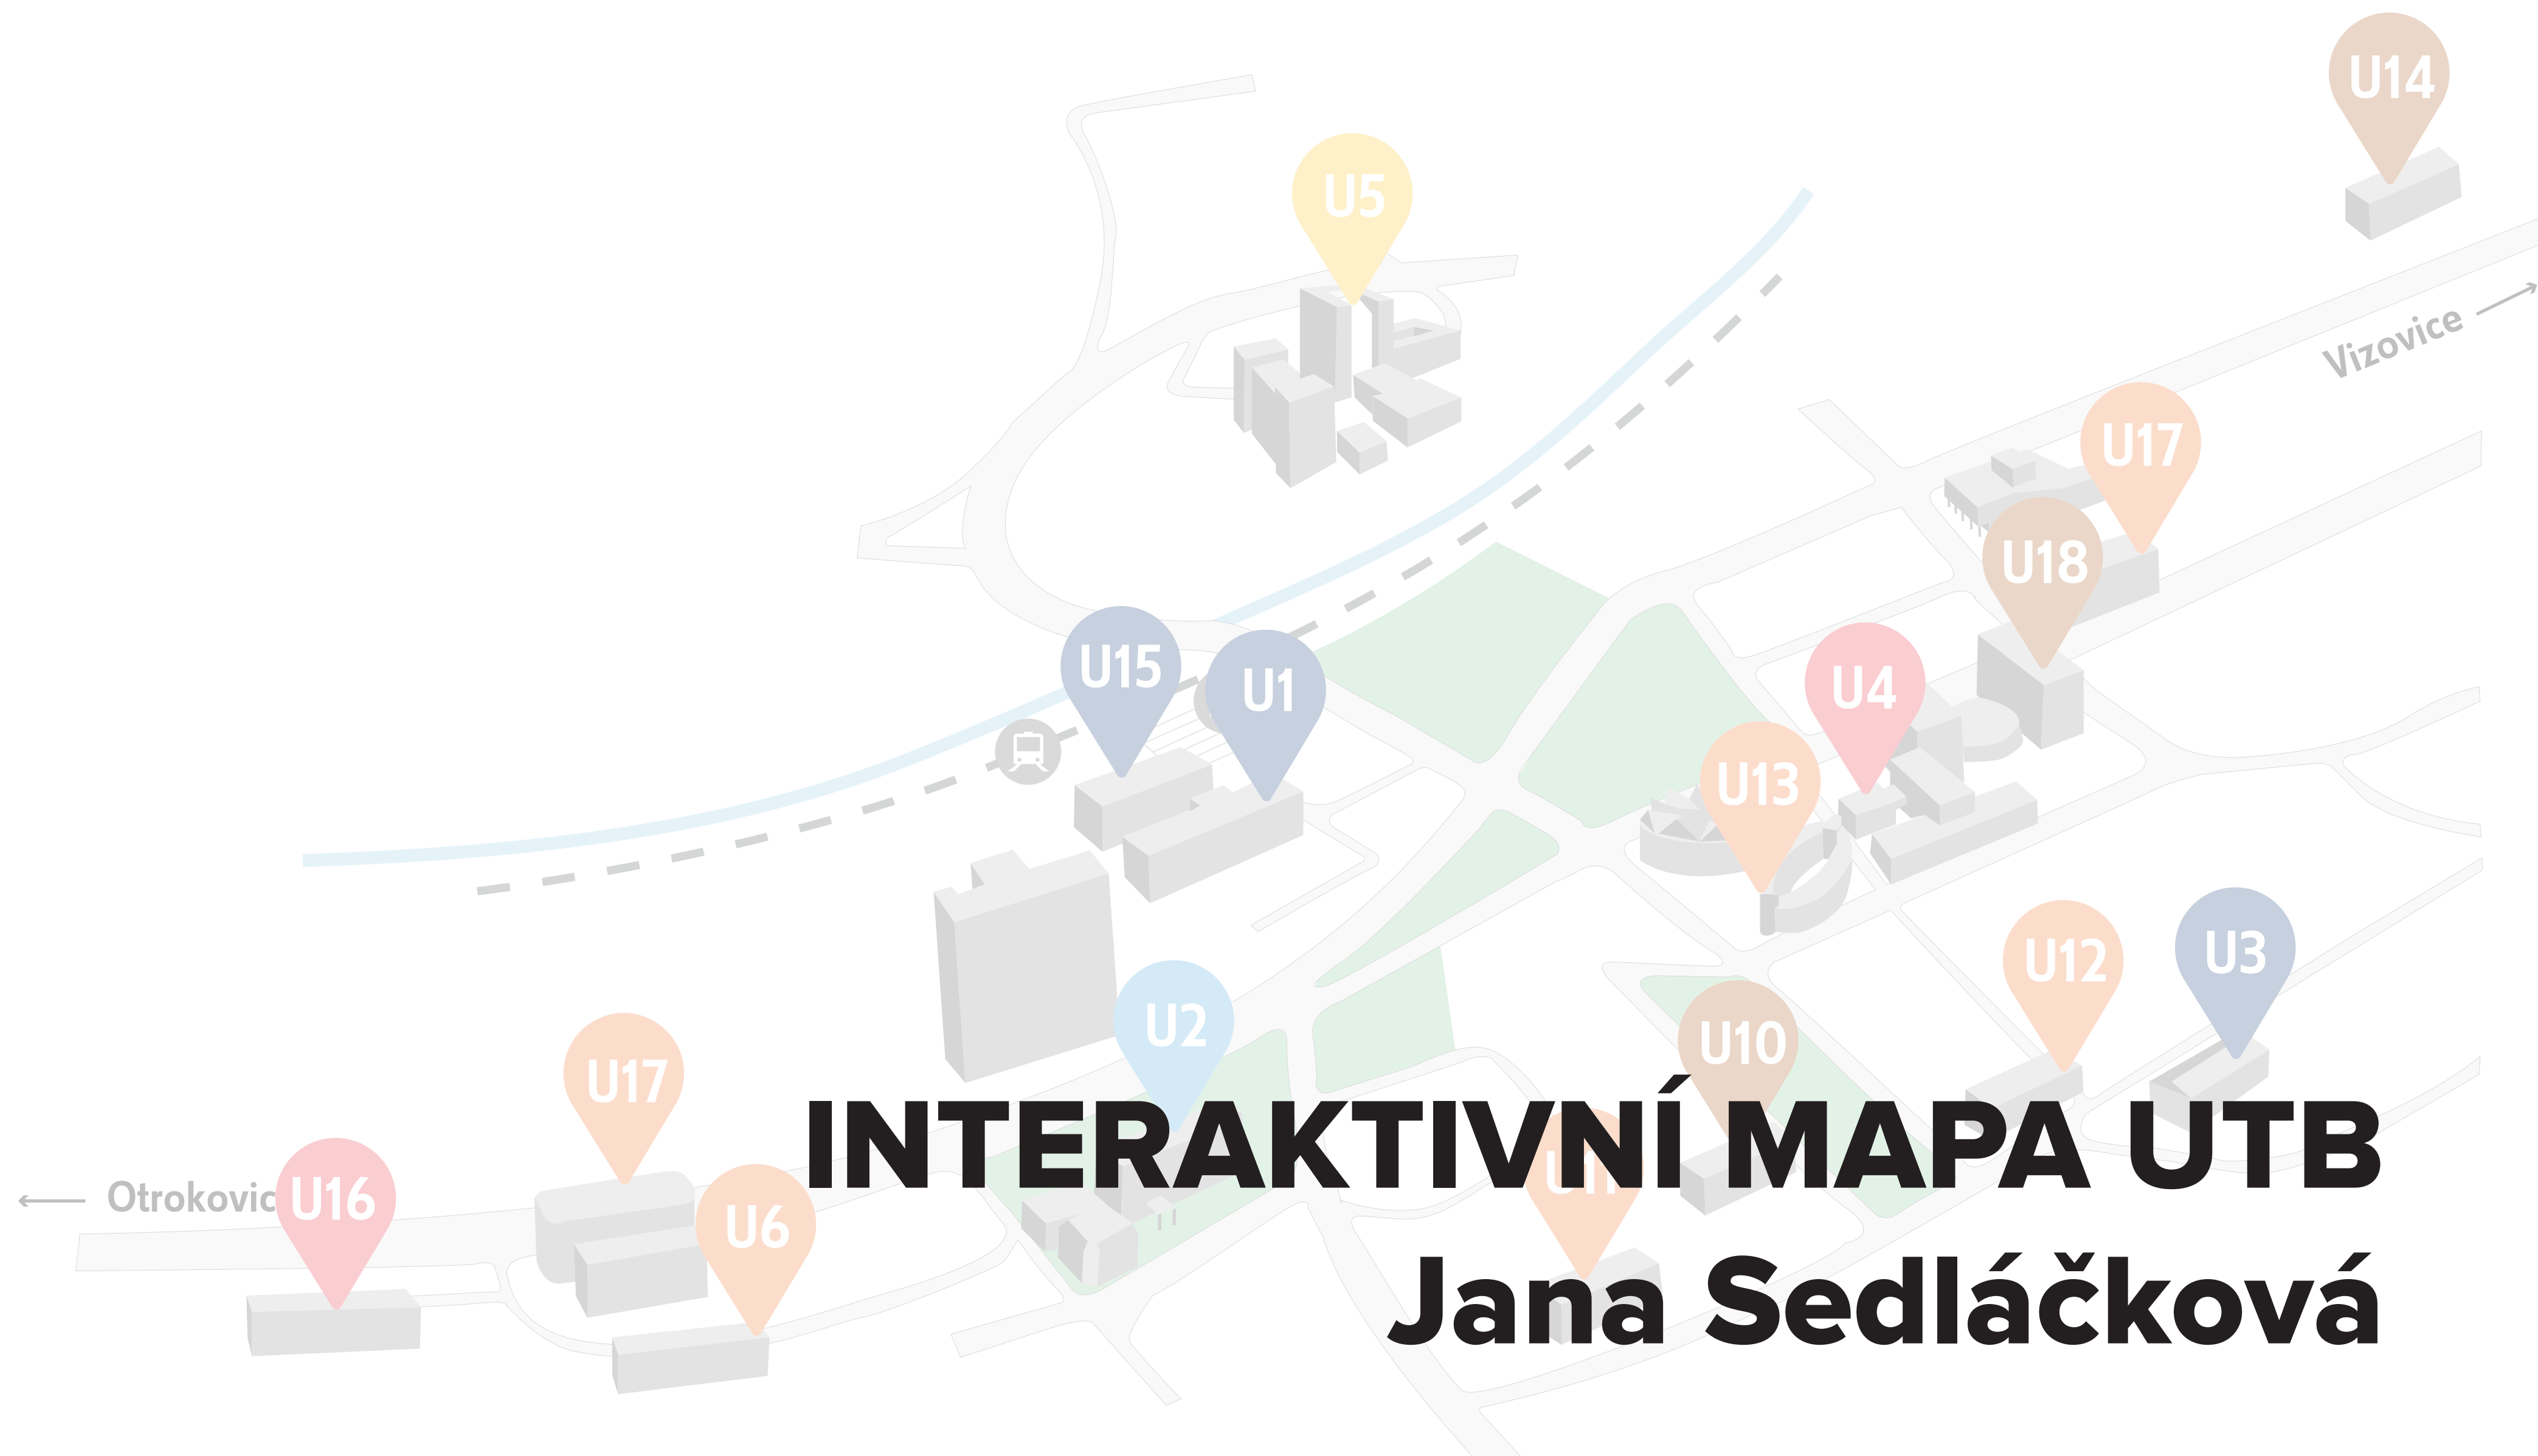 U14
U5
Vizovice
U17
U18
U15
U1
U4
U13
U12
U3
U2
U10
U17
INTERAKTIVNÍ MAPA UTB
U11
Otrokovic
U16
U6
Jana Sedláčková